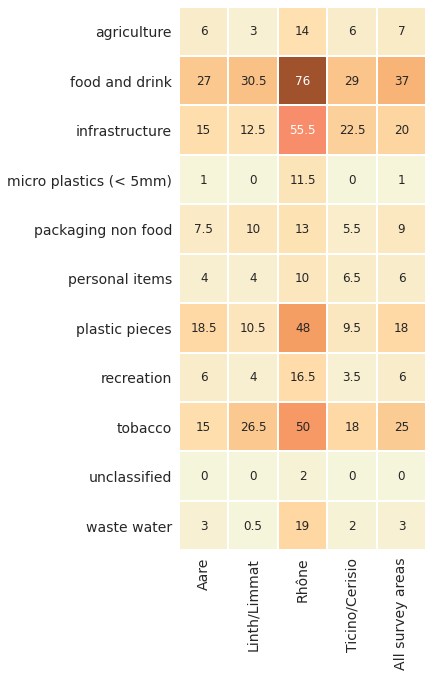 agriculture 6 3 14 6 7
food and drink 27 30.5 76 29 37
infrastructure 15 12.5 55.5 22.5 20
micro plastics (< 5mm) 1 0 11.5 0 1
packaging non food 7.5 10 13 5.5 9
personal items 4 4 10 6.5 6
plastic pieces 18.5 10.5 48 9.5 18
recreation 6 4 16.5 3.5 6
tobacco 15 26.5 50 18 25
unclassified 0 0 2 0 0
waste water 3 0.5 19 2 3
Aare
Linth/Limmat
Rhône
Ticino/Cerisio
All survey areas